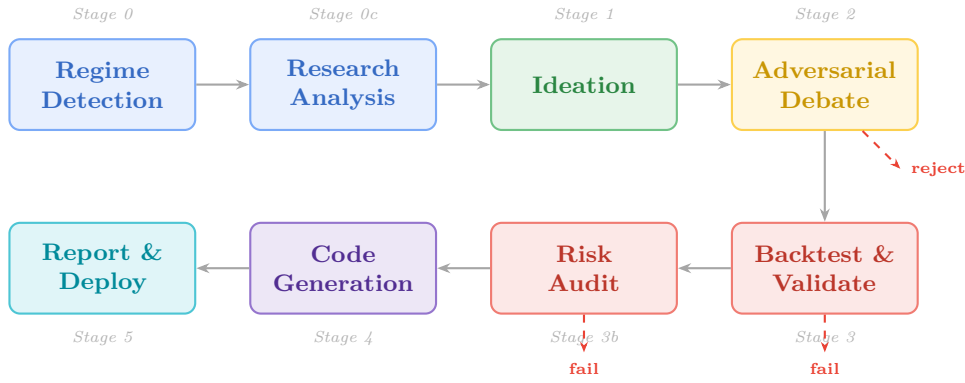 Stage 0
Stage 0c
Stage 1
Stage 2
Regime
Detection
Research
Analysis
Ideation
Adversarial
Debate
reject
Report &
Deploy
Code
Generation
Risk
Audit
Backtest &
Validate
Stage 5
Stage 4
Stage 3b
Stage 3
fail
fail